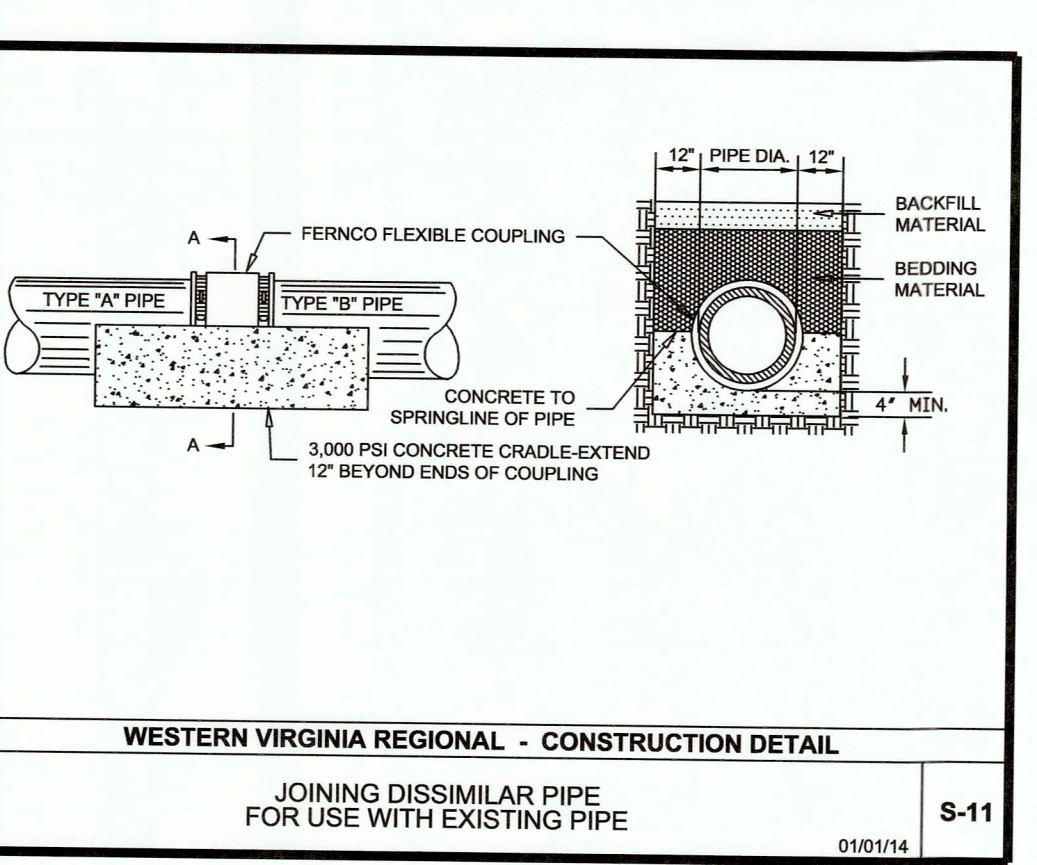 12" PIPE DIA. 12"
BACKFILL
MATERIAL
A
FERNCO FLEXIBLE COUPLING
BEDDING
MATERIAL
TYPE "A" PIPE
TYPE "B" PIPE
CONCRETE TO
SPRINGLINE OF PIPE
4" MIN.
A
3,000 PSI CONCRETE CRADLE-EXTEND
12" BEYOND ENDS OF COUPLING
WESTERN VIRGINIA REGIONAL - CONSTRUCTION DETAIL
JOINING DISSIMILAR PIPE
FOR USE WITH EXISTING PIPE
S-11
01/01/14